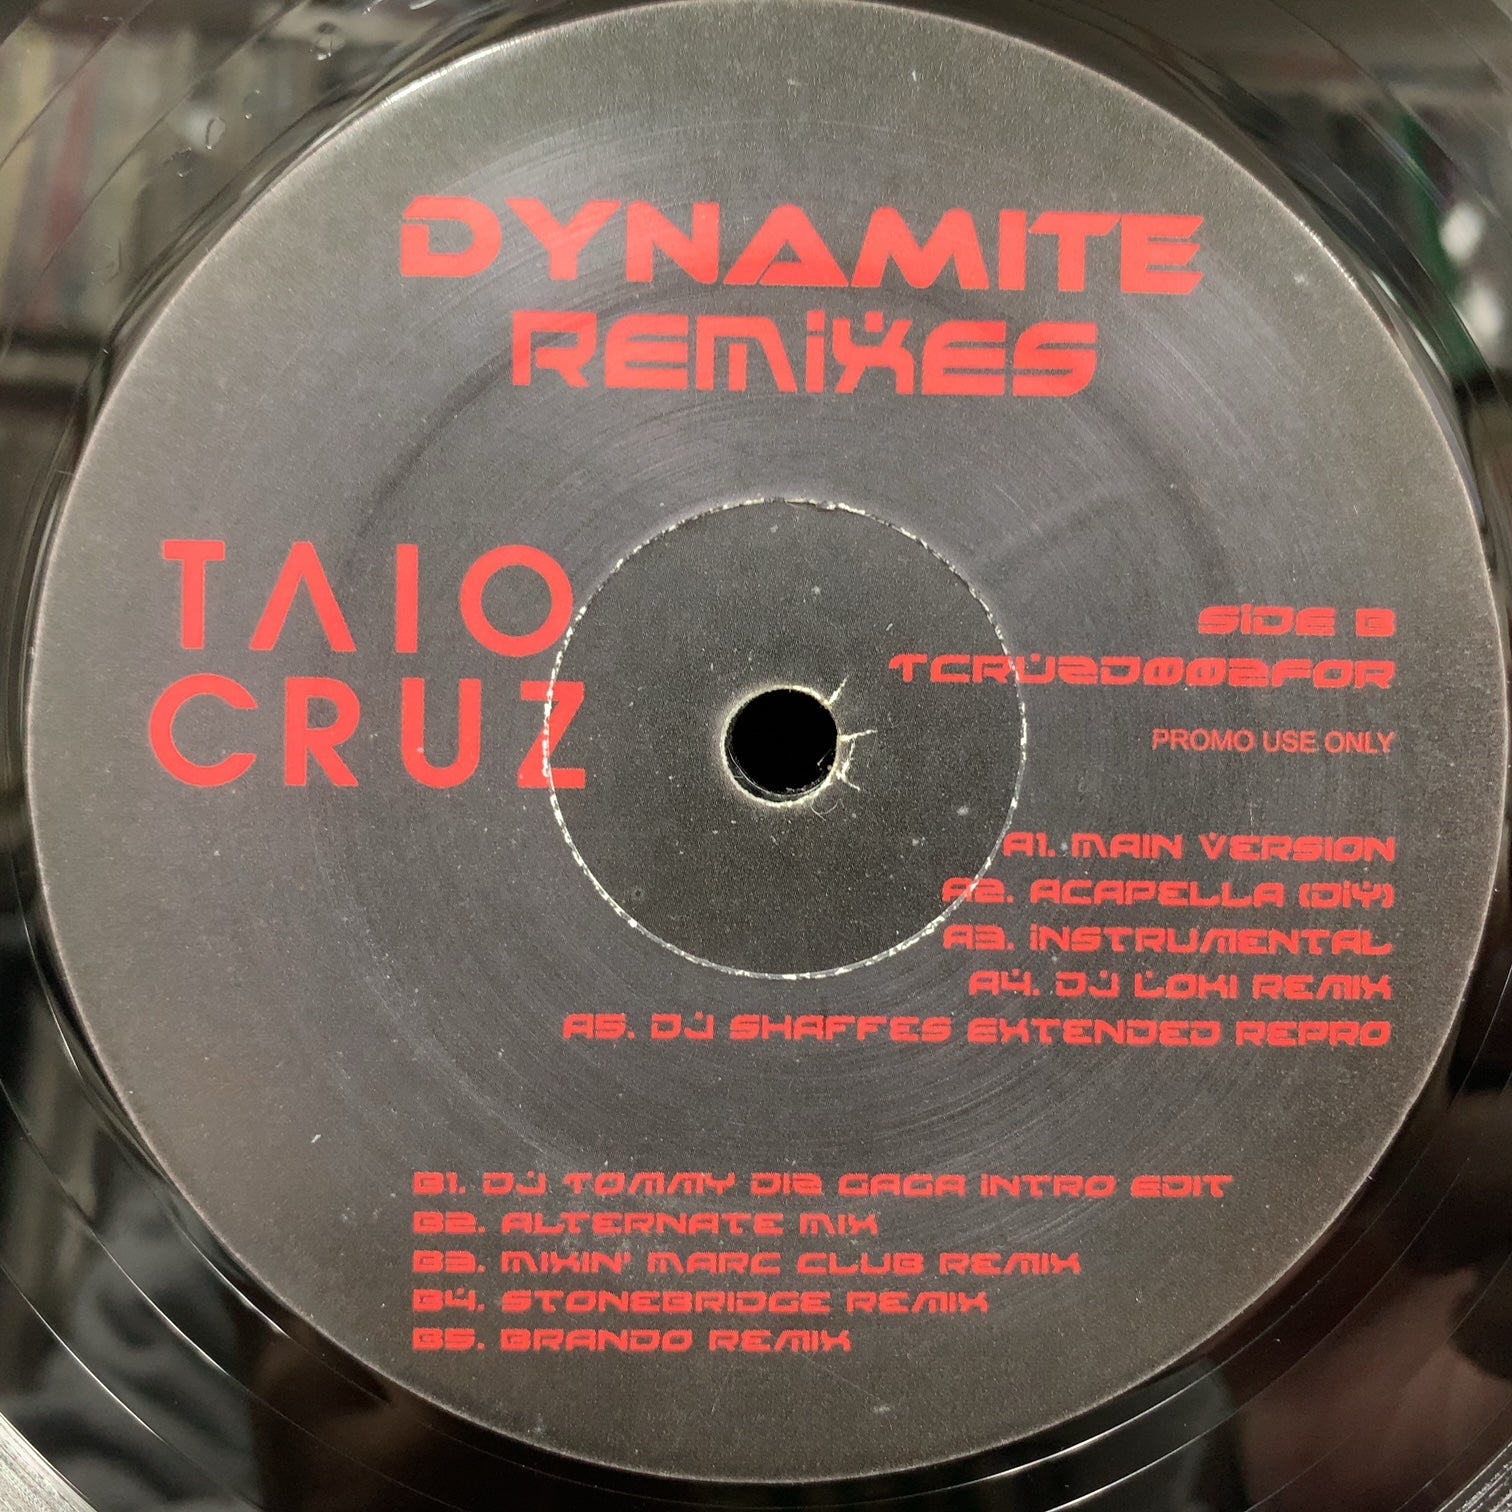 DYNAMITE
REMIXES
TAIO
CRUZ
SIDE B
TCRUZD002FOR
PROMO USE ONLY
A1. MAIN VERSION
A2. ACAPELLA (DIY)
A3. INSTRUMENTAL
A4. DJ LOKI REMIX
A5. DJ SHAFFES EXTENDED REPRO
B1. DJ TOMMY DIZ GAGA INTRO EDIT
B2. ALTERNATE MIX
B3. MIXIN' MARC CLUB REMIX
B4. STONEBRIDGE REMIX
B5. BRANDO REMIX